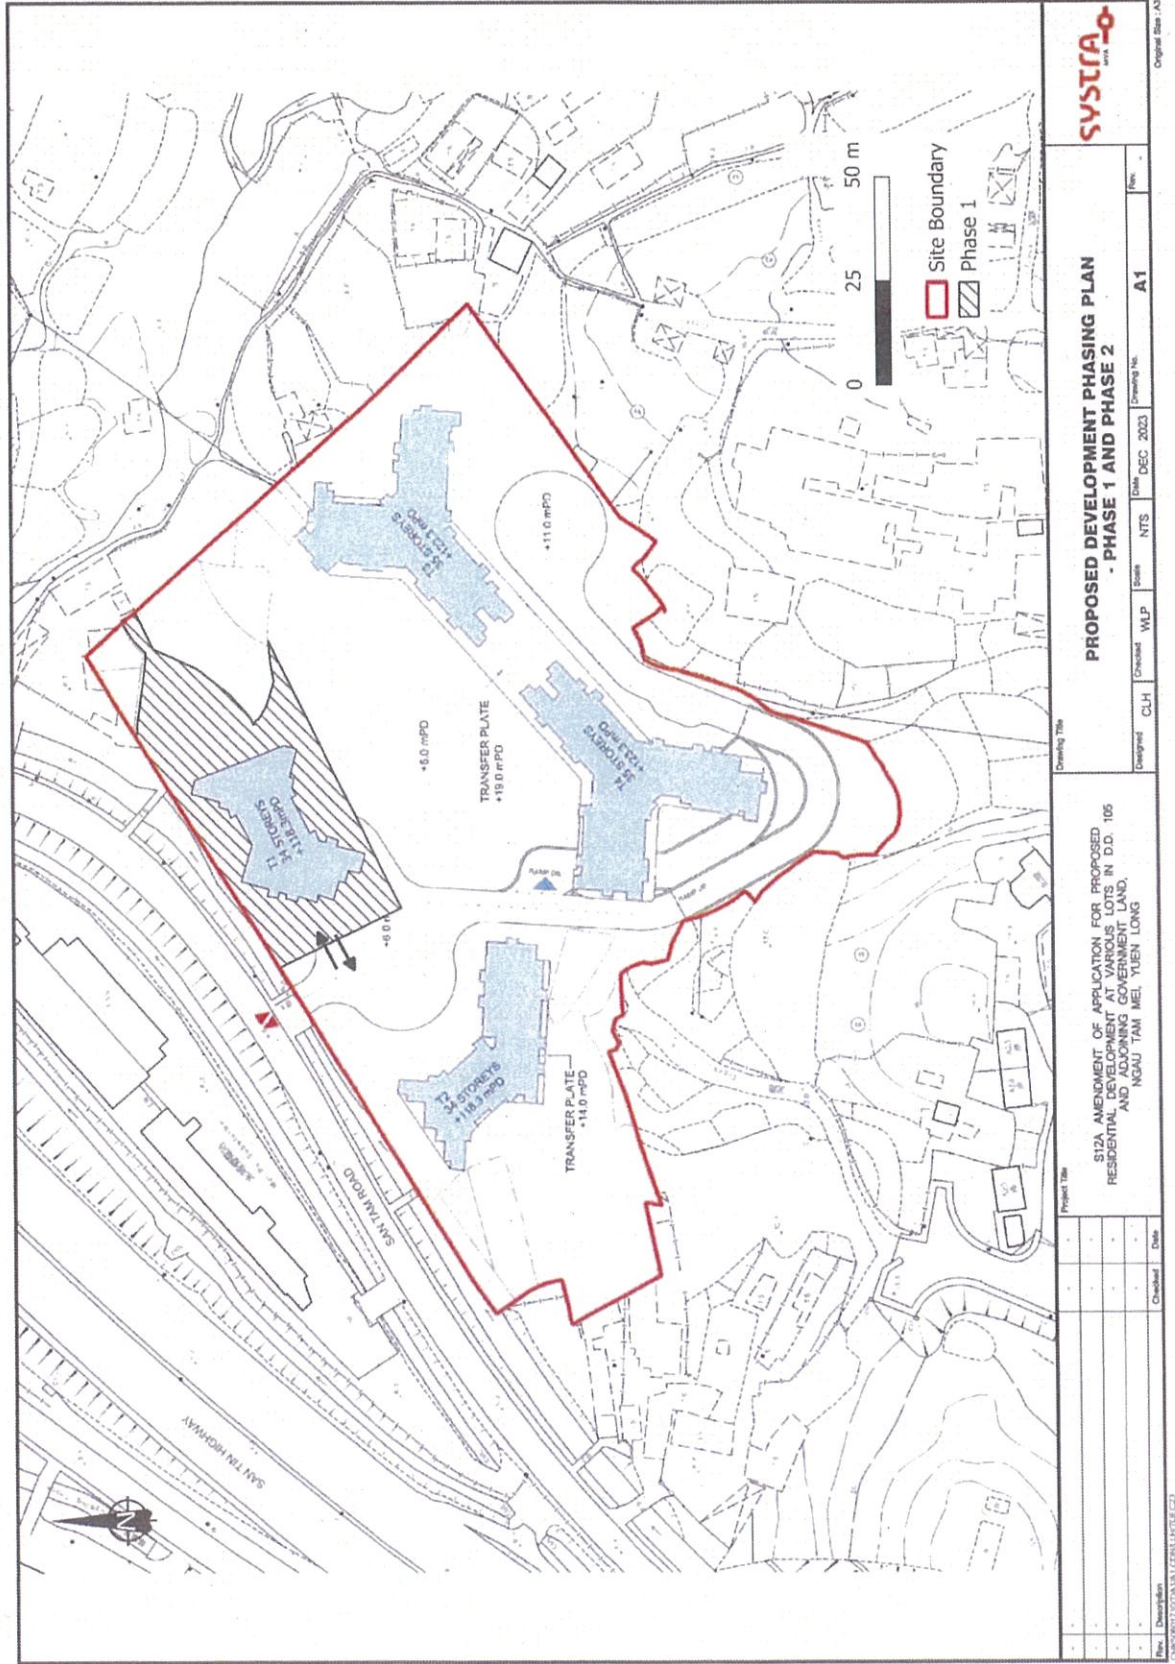 SAN TIN HIGHWAY
SAN TAM ROAD
T1
34 STOREYS
+118.3mPD
T2
34 STOREYS
+118.3 mPD
T3
35 STOREYS
+123.3 mPD
T4
35 STOREYS
+123.3 mPD
+5.0 mPD
TRANSFER PLATE
+19.0 mPD
TRANSFER PLATE
+14.0 mPD
+11.0 mPD
N
0 25 50 m
Site Boundary
Phase 1
Rev. Description Checked Date
Project Title
S12A AMENDMENT OF APPLICATION FOR PROPOSED
RESIDENTIAL DEVELOPMENT AT VARIOUS LOTS IN D.D. 105
AND ADJOINING GOVERNMENT LAND,
NGAU TAM MEI, YUEN LONG
Drawing Title
PROPOSED DEVELOPMENT PHASING PLAN
- PHASE 1 AND PHASE 2
Designed CLH Checked WLP Scale NTS Date DEC 2023 Drawing No. A1 Rev. -
SYSTRA
MVA
Original Size : A3